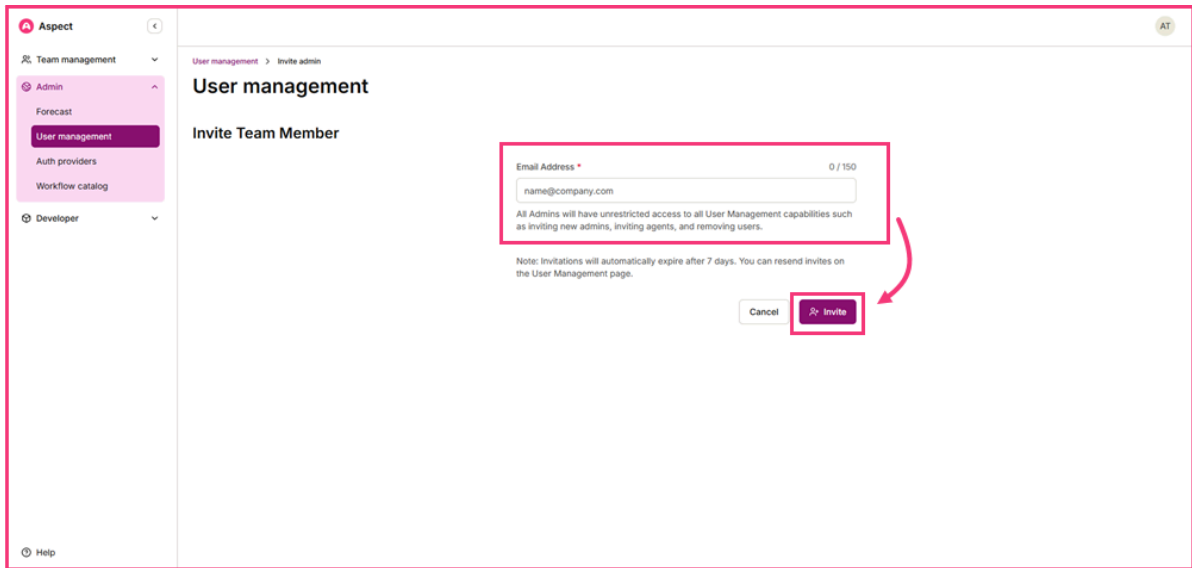 Aspect
AT
Team management
Admin
Forecast
User management
Auth providers
Workflow catalog
Developer
Help
User management > Invite admin
User management
Invite Team Member
Email Address * 0 / 150
name@company.com
All Admins will have unrestricted access to all User Management capabilities such
as inviting new admins, inviting agents, and removing users.
Note: Invitations will automatically expire after 7 days. You can resend invites on
the User Management page.
Cancel Invite